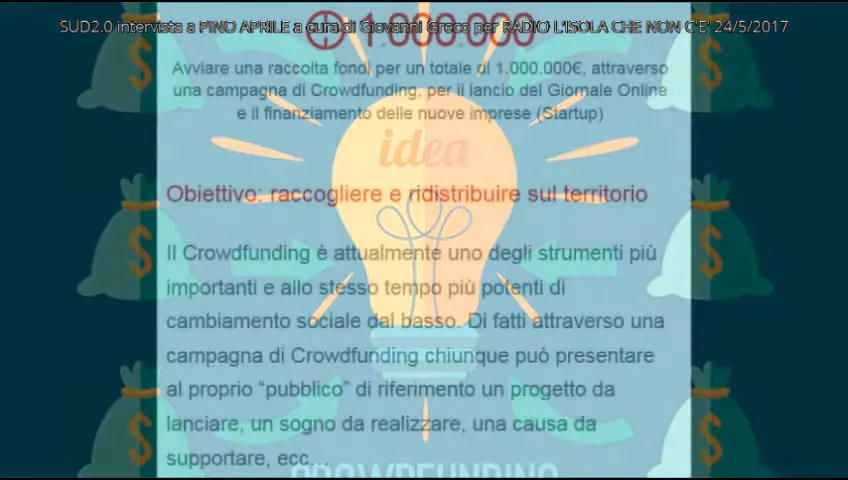 SUD2.0 intervista a PINO APRILE a cura di Giovanni Greco per RADIO L'ISOLA CHE NON C'E' 24/5/2017
1.000.000
Avviare una raccolta fondi per un totale di 1.000.000€, attraverso
una campagna di Crowdfunding, per il lancio del Giornale Online
e il finanziamento delle nuove imprese (Startup)
idea
Obiettivo: raccogliere e ridistribuire sul territorio
Il Crowdfunding è attualmente uno degli strumenti più
importanti e allo stesso tempo più potenti di
cambiamento sociale dal basso. Di fatti attraverso una
campagna di Crowdfunding chiunque può presentare
al proprio “pubblico” di riferimento un progetto da
lanciare, un sogno da realizzare, una causa da
supportare, ecc...
CROWDFUNDING